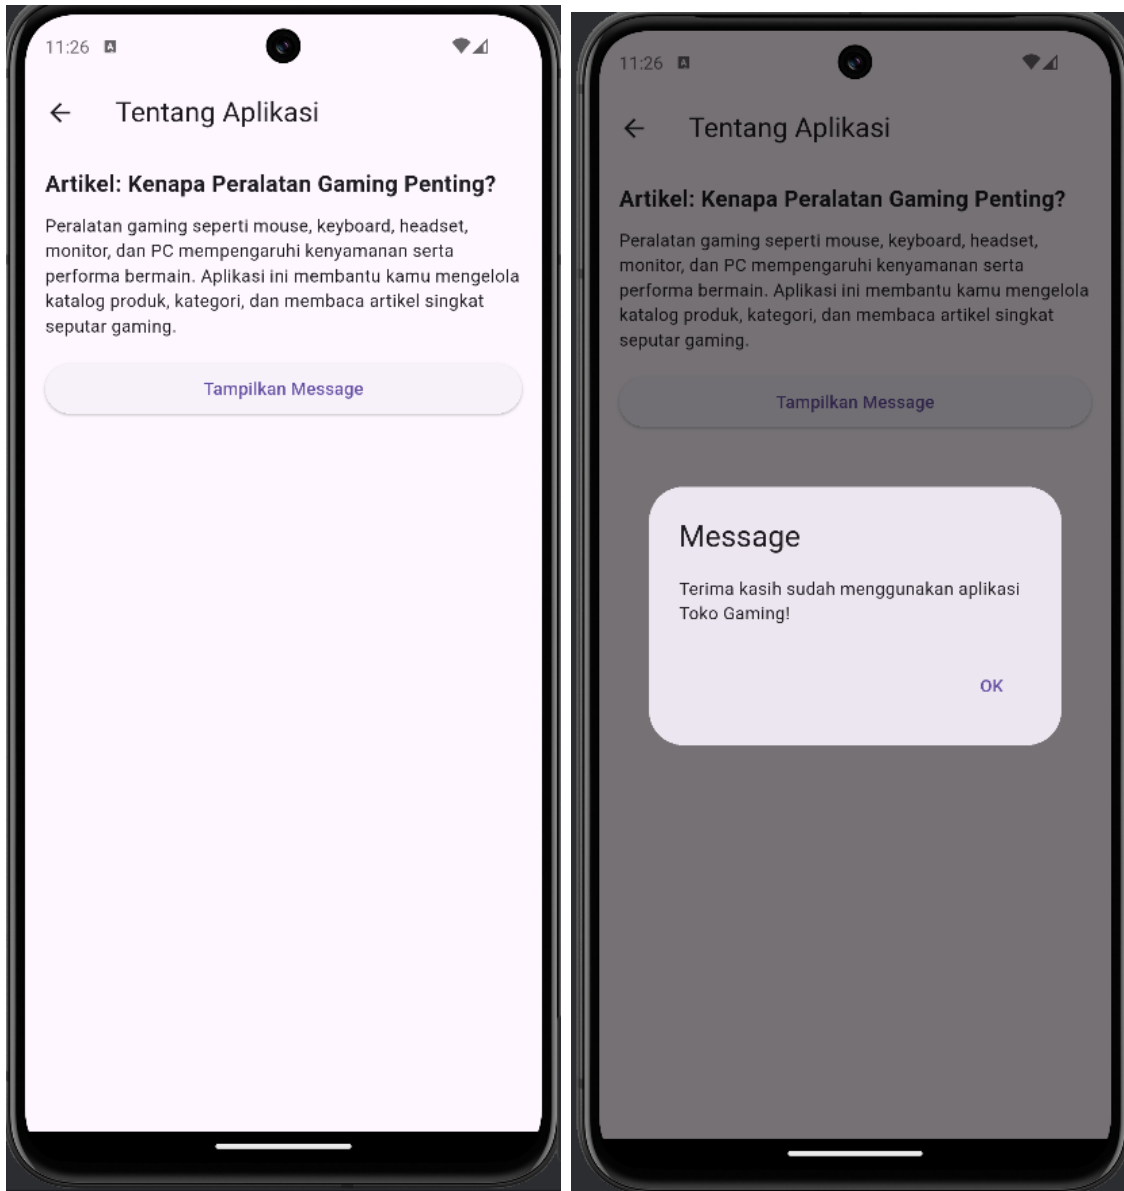 11:26
Tentang Aplikasi
Artikel: Kenapa Peralatan Gaming Penting?
Peralatan gaming seperti mouse, keyboard, headset,
monitor, dan PC mempengaruhi kenyamanan serta
performa bermain. Aplikasi ini membantu kamu mengelola
katalog produk, kategori, dan membaca artikel singkat
seputar gaming.
Tampilkan Message
11:26
Tentang Aplikasi
Artikel: Kenapa Peralatan Gaming Penting?
Peralatan gaming seperti mouse, keyboard, headset,
monitor, dan PC mempengaruhi kenyamanan serta
performa bermain. Aplikasi ini membantu kamu mengelola
katalog produk, kategori, dan membaca artikel singkat
seputar gaming.
Tampilkan Message
Message
Terima kasih sudah menggunakan aplikasi
Toko Gaming!
OK